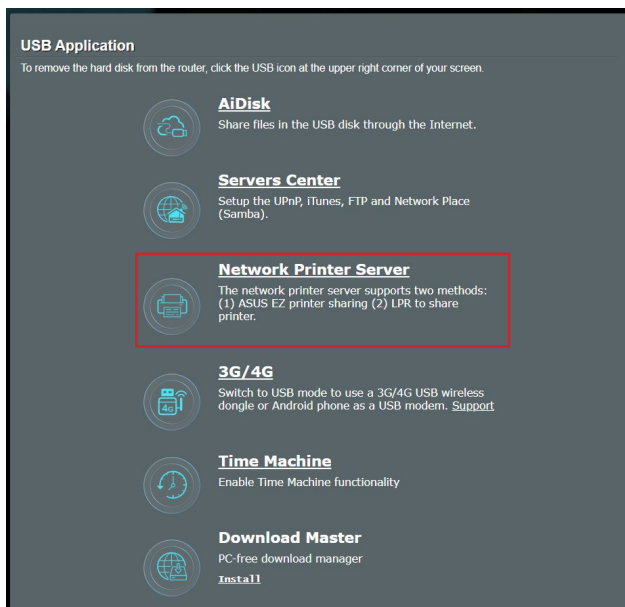 USB Application
To remove the hard disk from the router, click the USB icon at the upper right corner of your screen.
AiDisk
Share files in the USB disk through the Internet.
Servers Center
Setup the UPnP, iTunes, FTP and Network Place
(Samba).
Network Printer Server
The network printer server supports two methods:
(1) ASUS EZ printer sharing (2) LPR to share
printer.
3G/4G
Switch to USB mode to use a 3G/4G USB wireless
dongle or Android phone as a USB modem. Support
4G
Time Machine
Enable Time Machine functionality
Download Master
PC-free download manager
Install